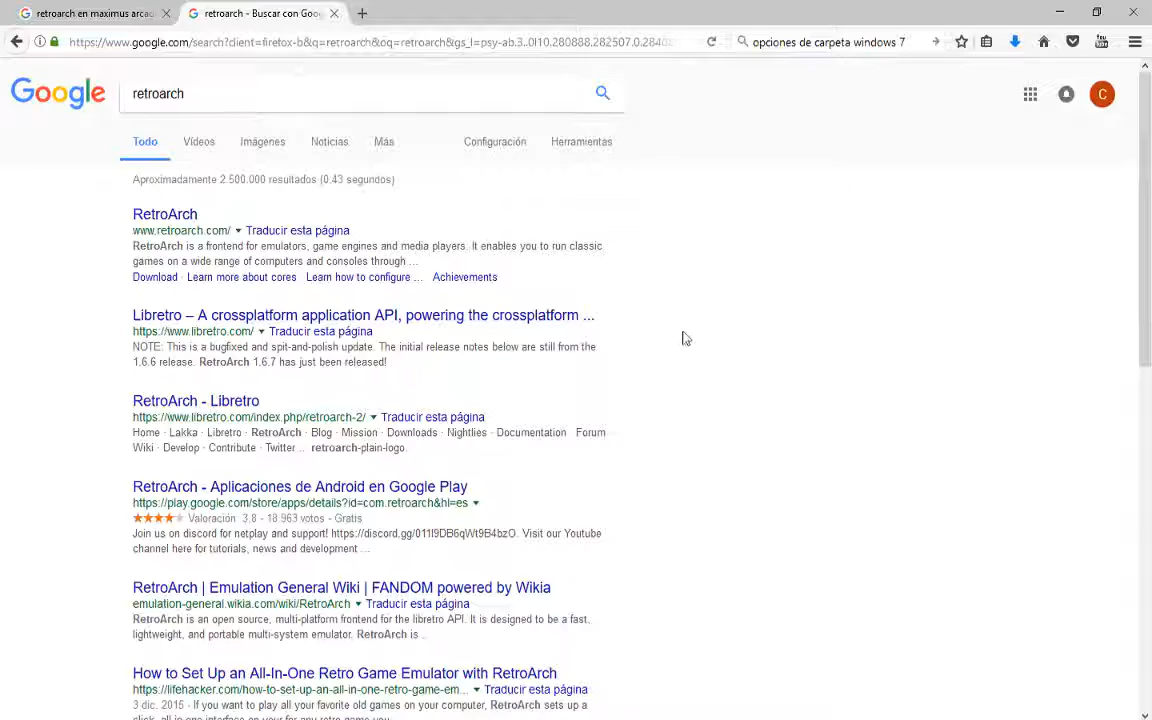 retroarch en maximus arcad
retroarch - Buscar con Goog
https://www.google.com/search?client=firefox-b&q=retroarch&oq=retroarch&gs_l=psy-ab.3..0l10.280888.282507.0.2840
opciones de carpeta windows 7
You
Google
retroarch
C
Todo
Vídeos
Imágenes
Noticias
Más
Configuración
Herramientas
Aproximadamente 2.500.000 resultados (0,43 segundos)
RetroArch
www.retroarch.com/ Traducir esta página
RetroArch is a frontend for emulators, game engines and media players. It enables you to run classic
games on a wide range of computers and consoles through ...
Download · Learn more about cores · Learn how to configure ... · Achievements
Libretro – A crossplatform application API, powering the crossplatform ...
https://www.libretro.com/ Traducir esta página
NOTE: This is a bugfixed and spit-and-polish update. The initial release notes below are still from the
1.6.6 release. RetroArch 1.6.7 has just been released!
RetroArch - Libretro
https://www.libretro.com/index.php/retroarch-2/ Traducir esta página
Home · Lakka · Libretro · RetroArch · Blog · Mission · Downloads · Nightlies · Documentation · Forum ·
Wiki · Develop · Contribute · Twitter ... retroarch-plain-logo.
RetroArch - Aplicaciones de Android en Google Play
https://play.google.com/store/apps/details?id=com.retroarch&hl=es
Valoración: 3,8 - 18.963 votos - Gratis
Join us on discord for netplay and support! https://discord.gg/011I9DB6qWt9B4bzO. Visit our Youtube
channel here for tutorials, news and development ...
RetroArch | Emulation General Wiki | FANDOM powered by Wikia
emulation-general.wikia.com/wiki/RetroArch Traducir esta página
RetroArch is an open source, multi-platform frontend for the libretro API. It is designed to be a fast,
lightweight, and portable multi-system emulator. RetroArch is ...
How to Set Up an All-In-One Retro Game Emulator with RetroArch
https://lifehacker.com/how-to-set-up-an-all-in-one-retro-game-em... Traducir esta página
3 dic. 2015 - If you want to play all your favorite old games on your computer, RetroArch sets up a